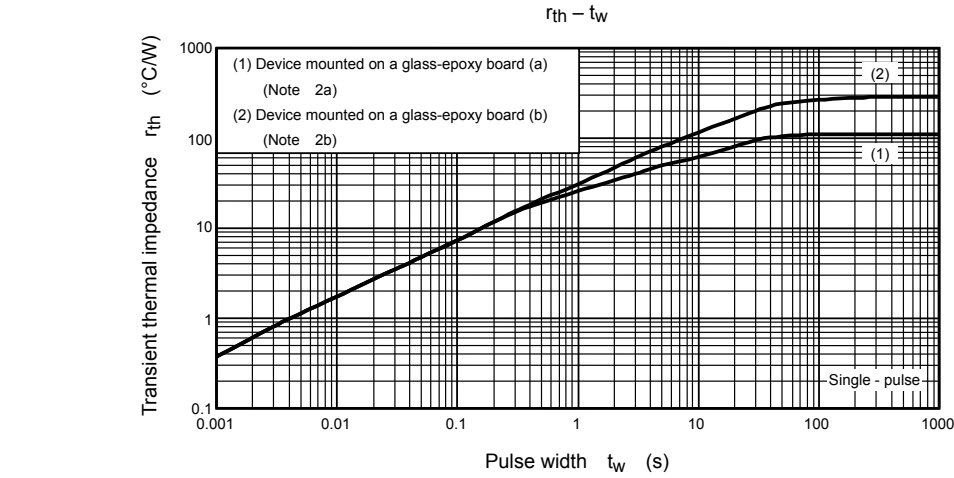 rth – tw
Transient thermal impedance rth (°C/W)
1000
100
10
1
0.1
(1) Device mounted on a glass-epoxy board (a)
(Note 2a)
(2) Device mounted on a glass-epoxy board (b)
(Note 2b)
(2)
(1)
Single - pulse
0.001 0.01 0.1 1 10 100 1000
Pulse width tw (s)